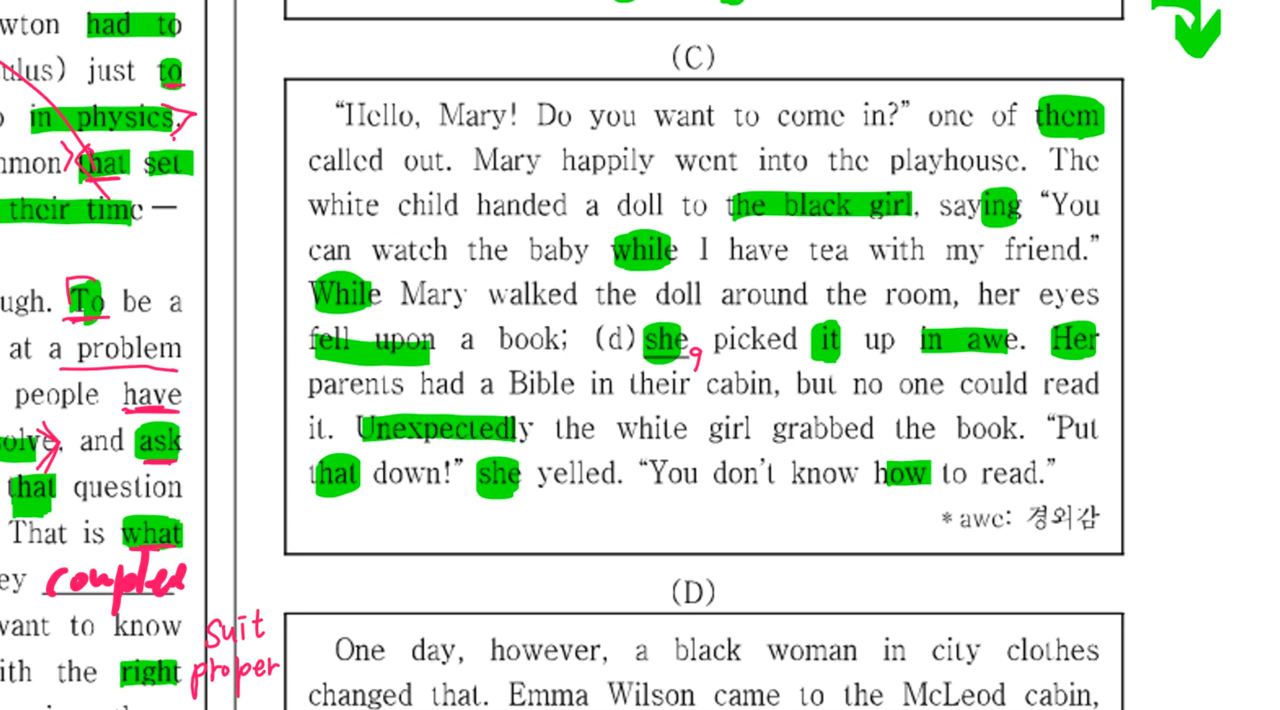 wton had to
ulus) just to
in physics,
mmon that set
their time —
ugh. To be a
at a problem
people have
olve, and ask
that question
That is what
ey coupled
want to know
ith the right
suit
proper
(C)
“Hello, Mary! Do you want to come in?” one of them
called out. Mary happily went into the playhouse. The
white child handed a doll to the black girl, saying “You
can watch the baby while I have tea with my friend.”
While Mary walked the doll around the room, her eyes
fell upon a book; (d) she picked it up in awe. Her
parents had a Bible in their cabin, but no one could read
it. Unexpectedly the white girl grabbed the book. “Put
that down!” she yelled. “You don’t know how to read.”
* awe: 경외감
(D)
One day, however, a black woman in city clothes
changed that. Emma Wilson came to the McLeod cabin,